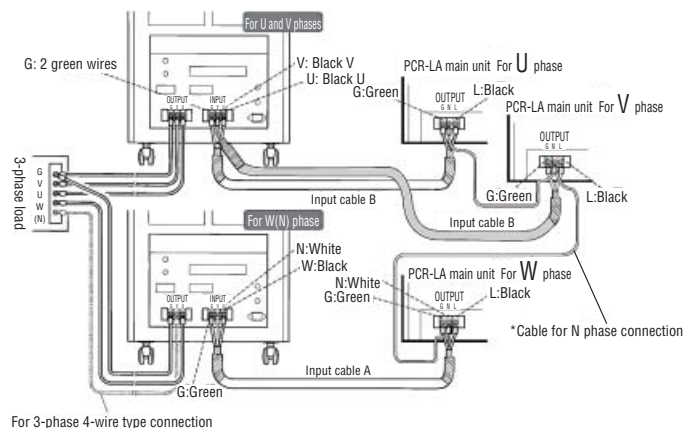 For U and V phases
G: 2 green wires
V: Black V
U: Black U
OUTPUT
G V U
INPUT
G V U
PCR-LA main unit For U phase
G:Green
L:Black
OUTPUT
G N L
PCR-LA main unit For V phase
OUTPUT
G N L
G:Green
L:Black
3-phase load
G
V
U
W
(N)
Input cable B
Input cable B
For W(N) phase
N:White
W:Black
OUTPUT
G V U
INPUT
G V U
G:Green
PCR-LA main unit For W phase
N:White
G:Green
OUTPUT
G N L
L:Black
*Cable for N phase connection
Input cable A
For 3-phase 4-wire type connection